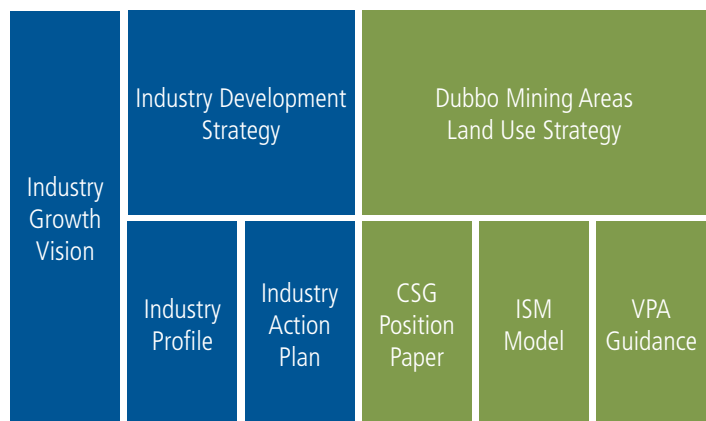 Industry
Growth
Vision
Industry Development
Strategy
Dubbo Mining Areas
Land Use Strategy
Industry
Profile
Industry
Action
Plan
CSG
Position
Paper
ISM
Model
VPA
Guidance